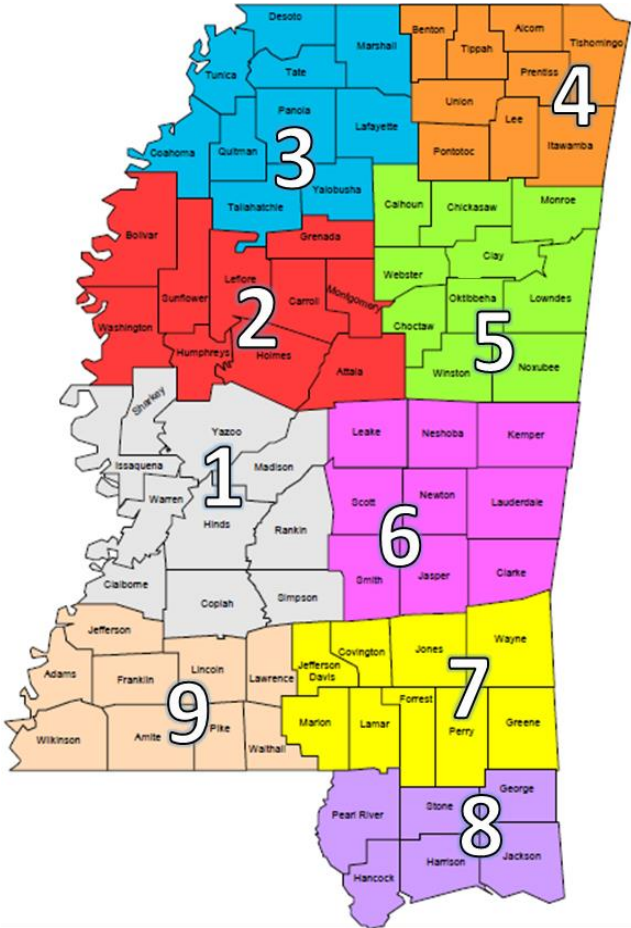 Desoto
Marshall
Benton
Tippah
Alcorn
Tishomingo
Tunica
Tate
Prentiss
4
Panola
Lafayette
Union
Lee
Itawamba
Coahoma
Quitman
3
Pontotoc
Yalobusha
Tallahatchie
Calhoun
Chickasaw
Monroe
Bolivar
Grenada
Clay
Webster
Leflore
Sunflower
Carroll
Montgomery
Oktibbeha
Lowndes
Washington
2
Choctaw
5
Humphreys
Holmes
Attala
Winston
Noxubee
Sharkey
Yazoo
Leake
Neshoba
Kemper
Issaquena
1
Madison
Warren
Scott
Newton
Lauderdale
Hinds
Rankin
6
Claiborne
Copiah
Simpson
Smith
Jasper
Clarke
Jefferson
Wayne
Jones
Covington
Adams
Franklin
Lincoln
Lawrence
Jefferson
Davis
7
9
Forrest
Wilkinson
Amite
Pike
Walthall
Marion
Lamar
Perry
Greene
George
Pearl River
Stone
8
Hancock
Harrison
Jackson